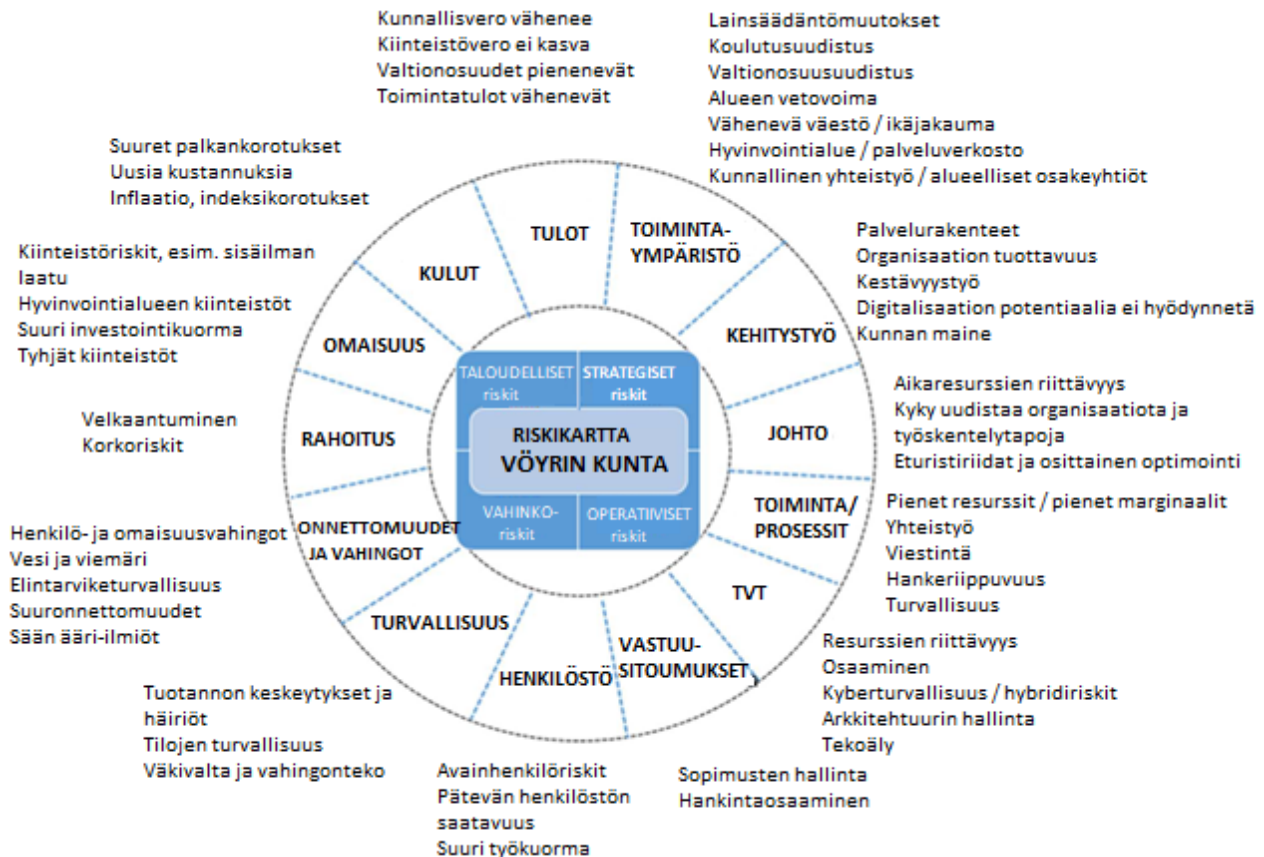 Kunnallisvero vähenee
Kiinteistövero ei kasva
Valtionosuudet pienenevät
Toimintatulot vähenevät
Lainsäädäntömuutokset
Koulutusuudistus
Valtionosuusuudistus
Alueen vetovoima
Vähenevä väestö / ikäjakauma
Hyvinvointialue / palveluverkosto
Kunnallinen yhteistyö / alueelliset osakeyhtiöt
Suuret palkankorotukset
Uusia kustannuksia
Inflaatio, indeksikorotukset
Kiinteistöriskit, esim. sisäilman
laatu
Hyvinvointialueen kiinteistöt
Suuri investointikuorma
Tyhjät kiinteistöt
Palvelurakenteet
Organisaation tuottavuus
Kestävyystyö
Digitalisaation potentiaalia ei hyödynnetä
Kunnan maine
Velkaantuminen
Korkoriskit
Aikaresurssien riittävyys
Kyky uudistaa organisaatiota ja
työskentelytapoja
Eturistiriidat ja osittainen optimointi
TULOT
TOIMINTA-
YMPÄRISTÖ
KULUT
KEHITYSTYÖ
OMAISUUS
JOHTO
RAHOITUS
TOIMINTA/
PROSESSIT
ONNETTOMUUDET
JA VAHINGOT
TVT
TURVALLISUUS
VASTUU-
SITOUMUKSET
HENKILÖSTÖ
TALOUDELLISET
riskit
STRATEGISET
riskit
RISKIKARTTA
VÖYRIN KUNTA
VAHINKO-
riskit
OPERATIIVISET
riskit
Henkilö- ja omaisuusvahingot
Vesi ja viemäri
Elintarviketurvallisuus
Suuronnettomuudet
Sään ääri-ilmiöt
Pienet resurssit / pienet marginaalit
Yhteistyö
Viestintä
Hankeriippuvuus
Turvallisuus
Tuotannon keskeytykset ja
häiriöt
Tilojen turvallisuus
Väkivalta ja vahingonteko
Resurssien riittävyys
Osaaminen
Kyberturvallisuus / hybridiriskit
Arkkitehtuurin hallinta
Tekoäly
Avainhenkilöriskit
Pätevän henkilöstön
saatavuus
Suuri työkuorma
Sopimusten hallinta
Hankintaosaaminen